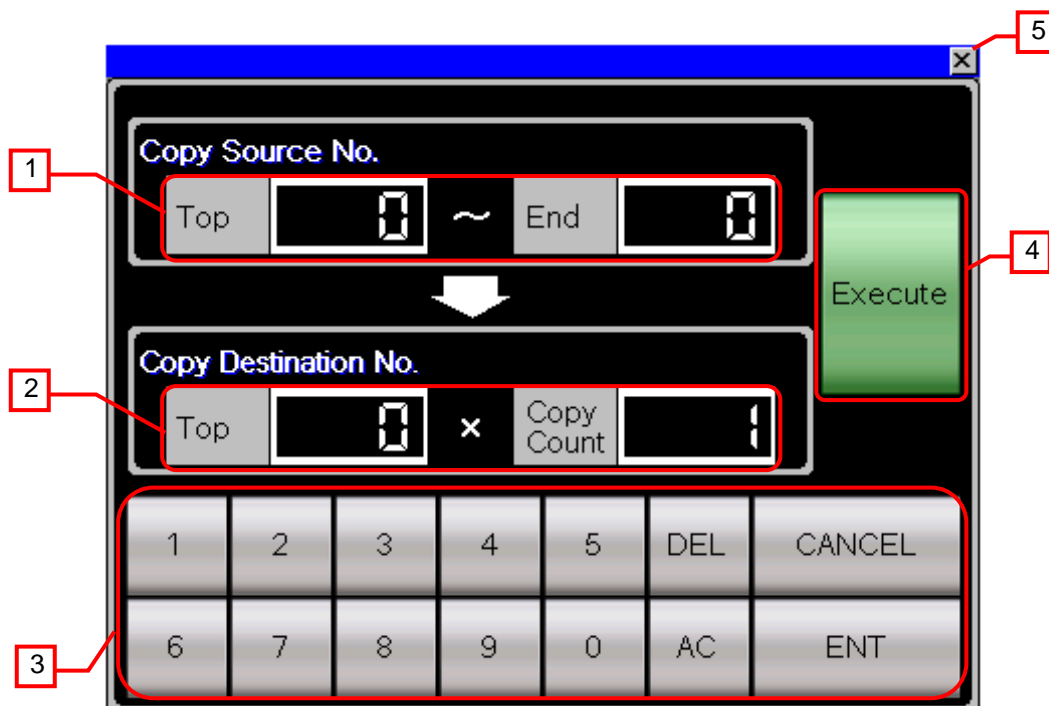 5
×
Copy Source No.
1
Top 0 ~ End 0
4
Execute
Copy Destination No.
2
Top 0 × Copy Count 1
1 2 3 4 5 DEL CANCEL
6 7 8 9 0 AC ENT
3